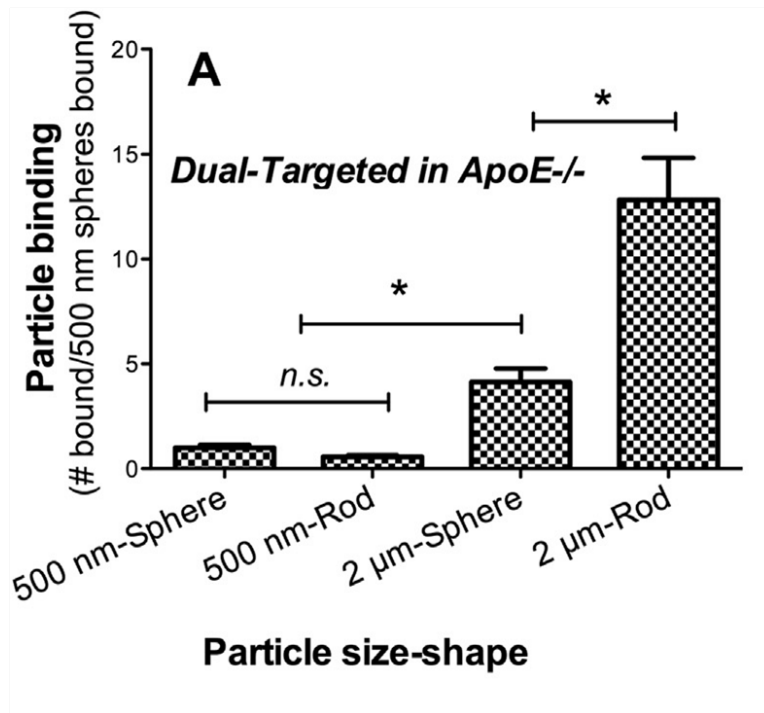 A
Dual-Targeted in ApoE-/-
Particle binding
(# bound/500 nm spheres bound)
20
15
10
5
0
n.s.
*
*
500 nm-Sphere
500 nm-Rod
2 µm-Sphere
2 µm-Rod
Particle size-shape